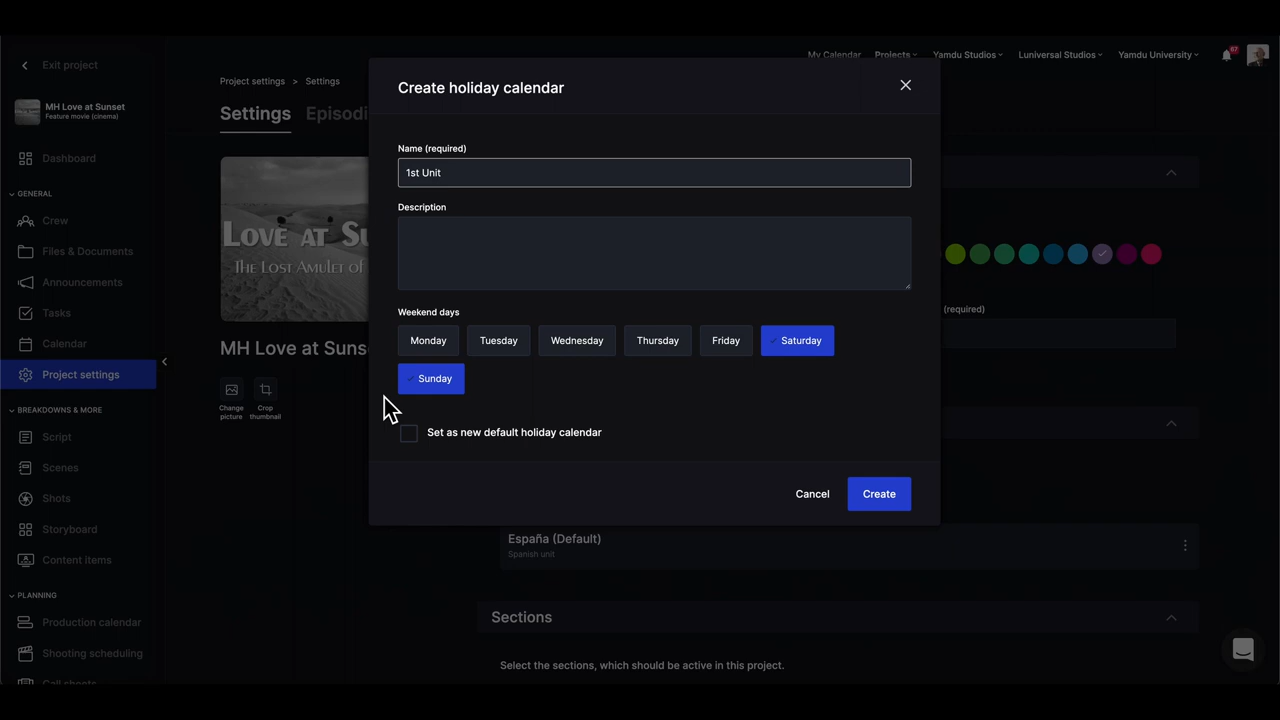 Exit project
MH Love at Sunset
Feature movie (cinema)
Dashboard
GENERAL
Crew
Files & Documents
Announcements
Tasks
Calendar
Project settings
BREAKDOWNS & MORE
Script
Scenes
Shots
Storyboard
Content items
PLANNING
Production calendar
Shooting scheduling
Call sheets
My Calendar
Projects
Yamdu Studios
Luniversal Studios
Yamdu University
67
Project settings > Settings
Settings
Episodi
LOVE AT SU
THE LOST AMULET OF
MH Love at Suns
Change picture
Crop thumbnail
Create holiday calendar
Name (required)
1st Unit
Description
Weekend days
Monday
Tuesday
Wednesday
Thursday
Friday
Saturday
Sunday
Set as new default holiday calendar
Cancel
Create
(required)
España (Default)
Spanish unit
Sections
Select the sections, which should be active in this project.